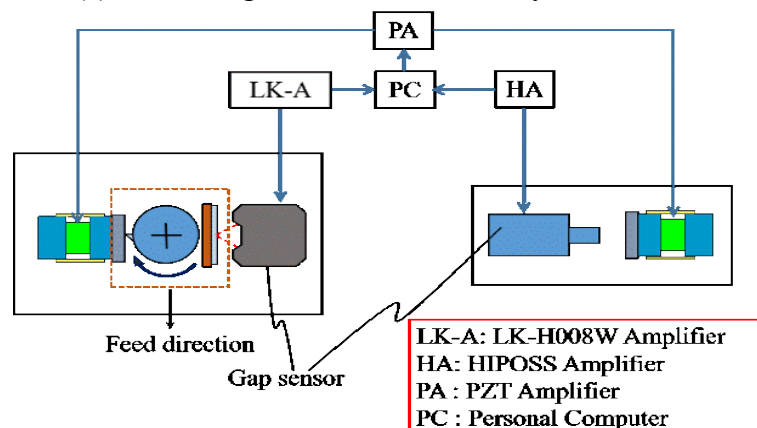 PA
LK-A
PC
HA
Feed direction
Gap sensor
LK-A: LK-H008W Amplifier
HA: HIPOSS Amplifier
PA : PZT Amplifier
PC : Personal Computer